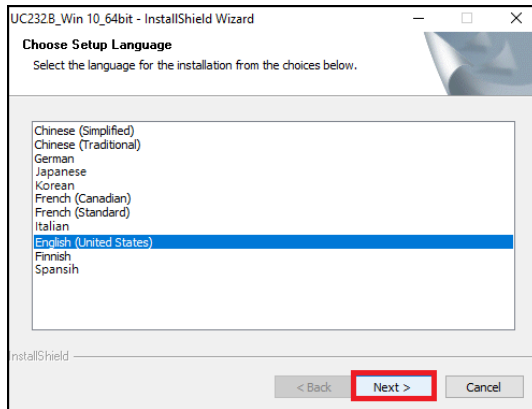 UC232B_Win 10_64bit - InstallShield Wizard
Choose Setup Language
Select the language for the installation from the choices below.
Chinese (Simplified)
Chinese (Traditional)
German
Japanese
Korean
French (Canadian)
French (Standard)
Italian
English (United States)
Finnish
Spansih
InstallShield
< Back Next > Cancel